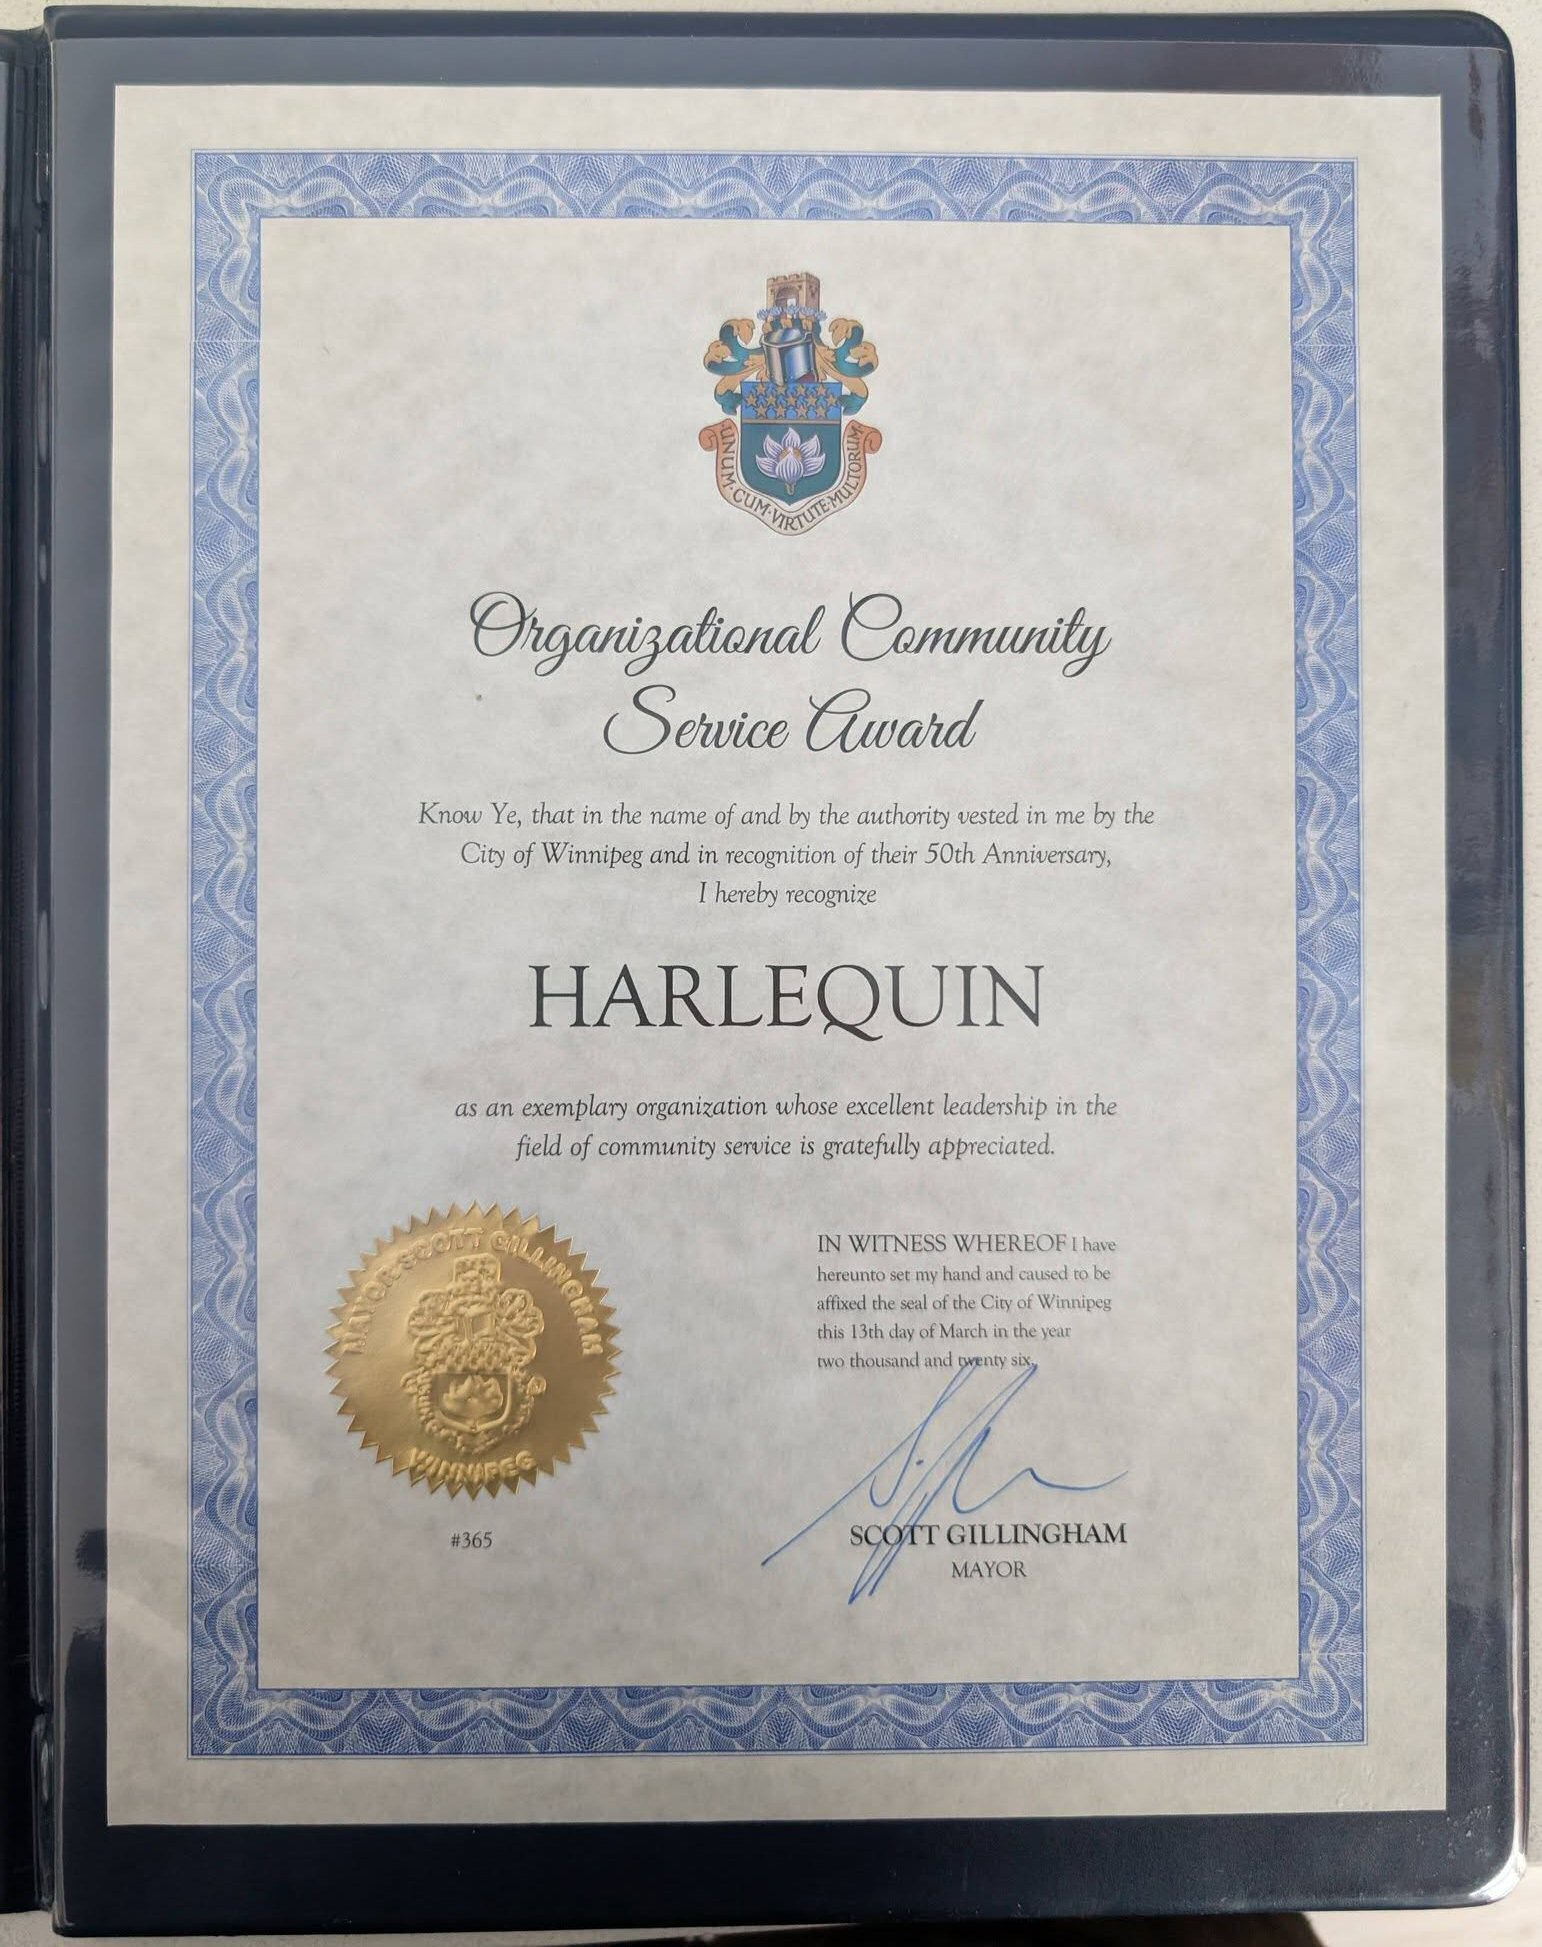 UNUM·CUM·VIRTUTE·MULTORUM
Organizational Community
Service Award
Know Ye, that in the name of and by the authority vested in me by the
City of Winnipeg and in recognition of their 50th Anniversary,
I hereby recognize
HARLEQUIN
as an exemplary organization whose excellent leadership in the
field of community service is gratefully appreciated.
MAYOR SCOTT GILLINGHAM
WINNIPEG
#365
IN WITNESS WHEREOF I have
hereunto set my hand and caused to be
affixed the seal of the City of Winnipeg
this 13th day of March in the year
two thousand and twenty six.
SCOTT GILLINGHAM
MAYOR